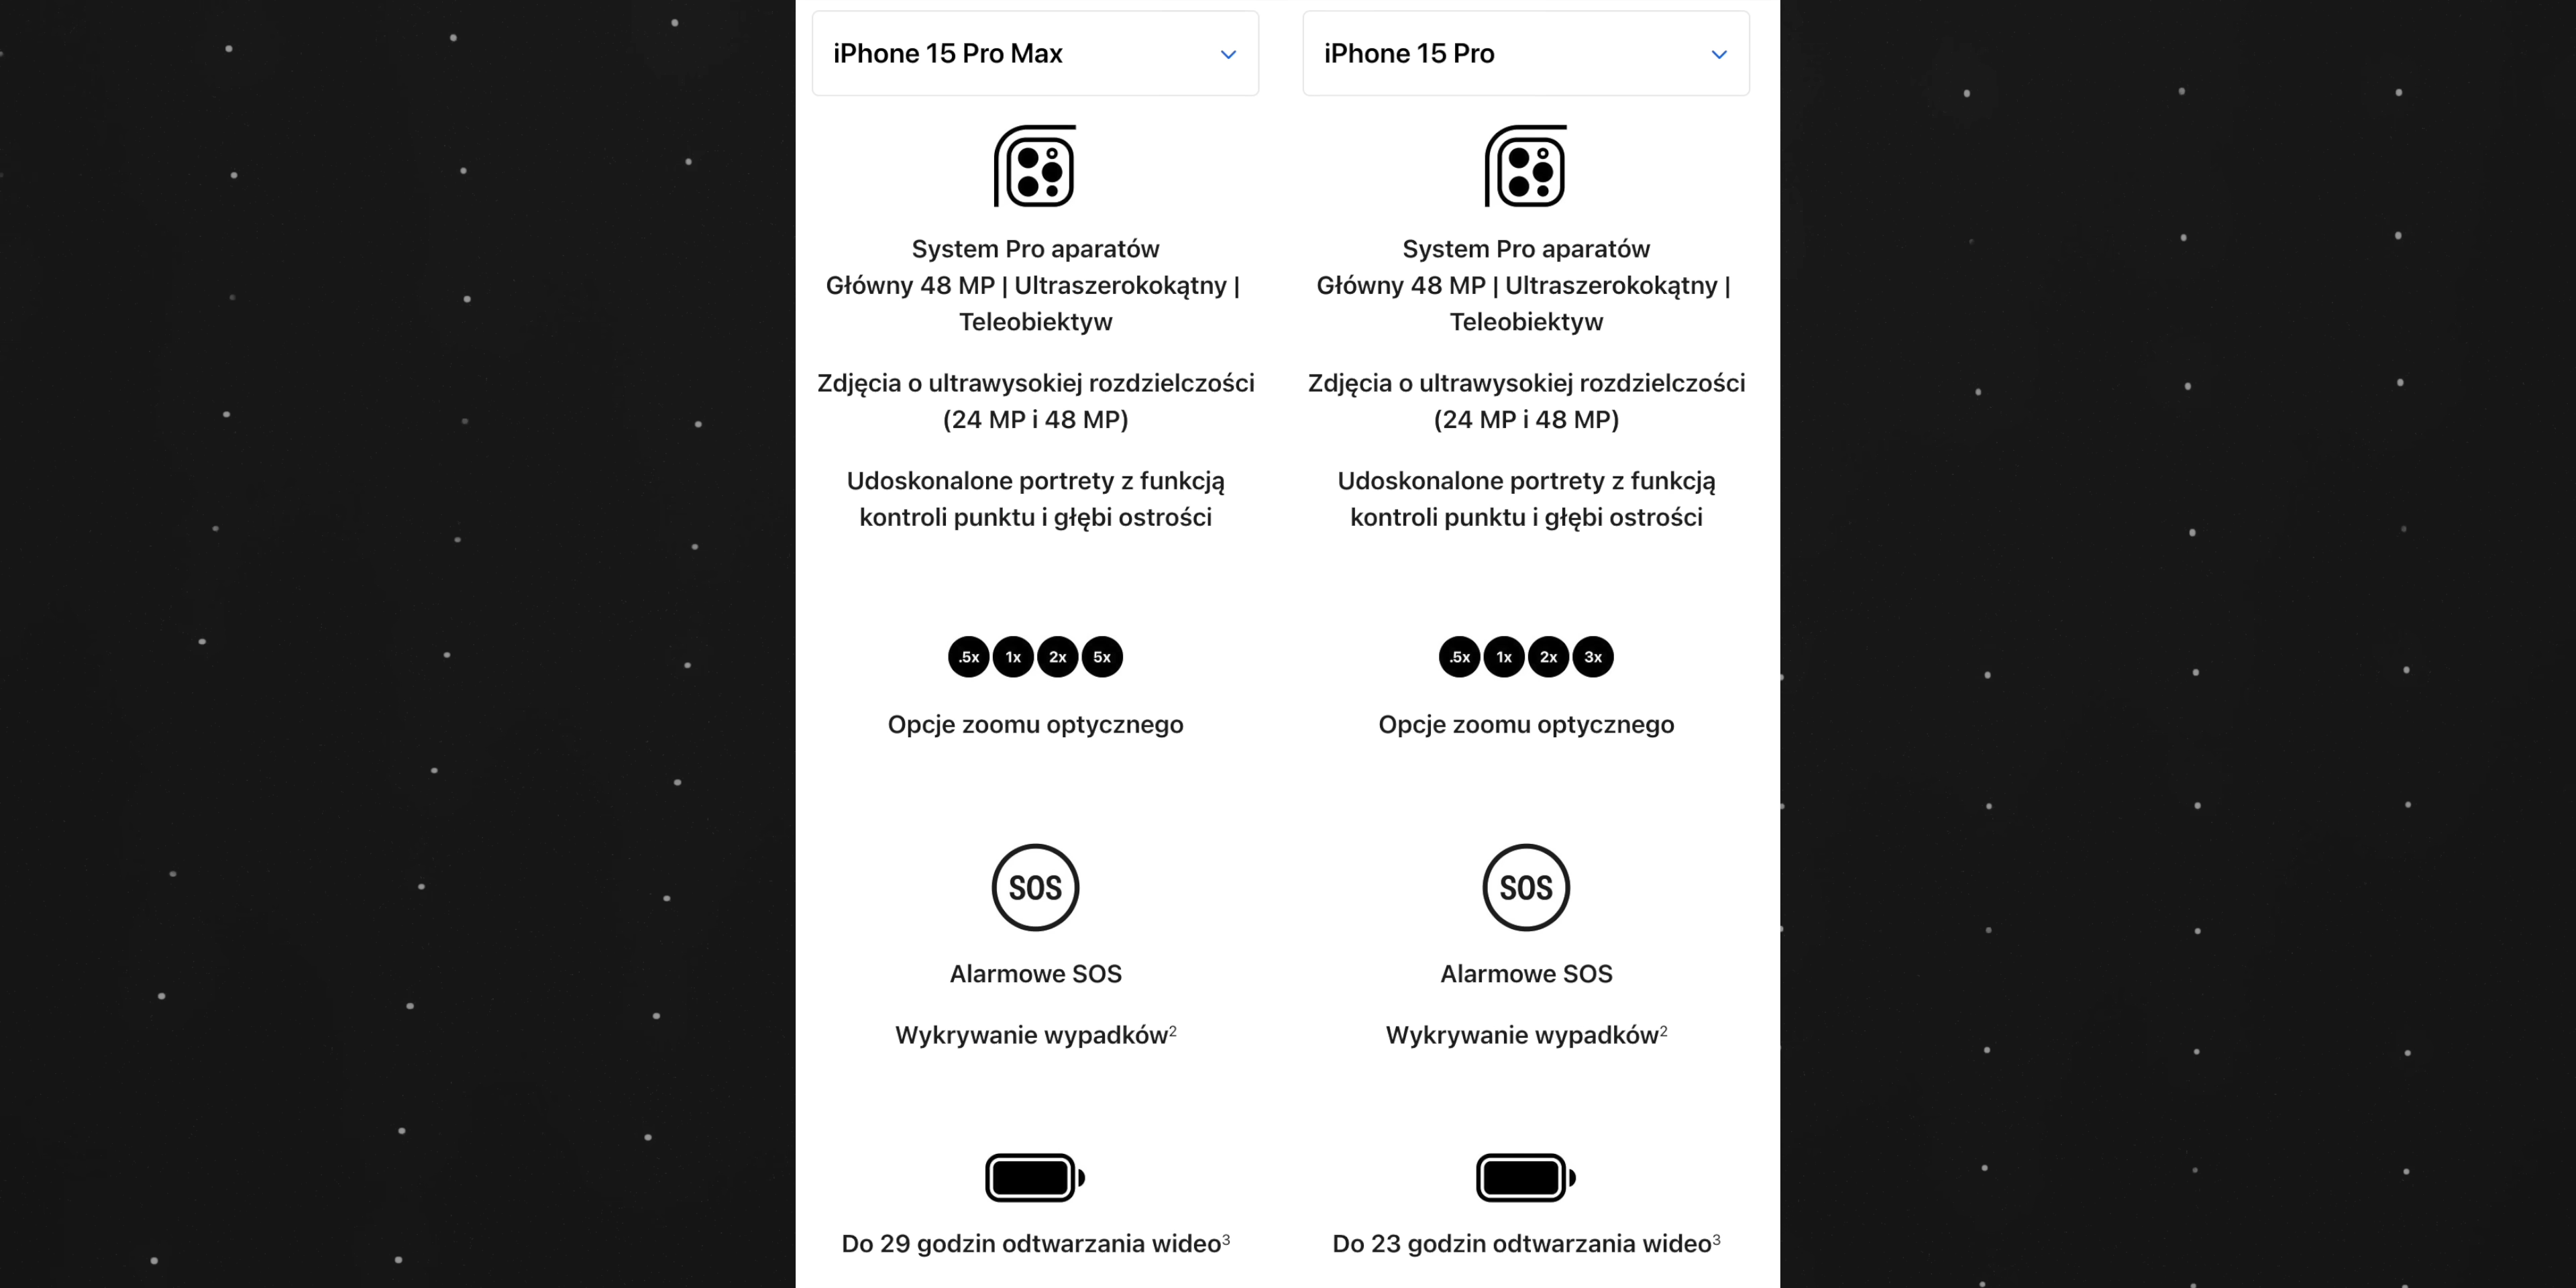 iPhone 15 Pro Max
System Pro aparatów
Główny 48 MP | Ultraszerokokątny |
Teleobiektyw
Zdjęcia o ultrawysokiej rozdzielczości
(24 MP i 48 MP)
Udoskonalone portrety z funkcją
kontroli punktu i głębi ostrości
.5x 1x 2x 5x
Opcje zoomu optycznego
SOS
Alarmowe SOS
Wykrywanie wypadków²
Do 29 godzin odtwarzania wideo³
iPhone 15 Pro
System Pro aparatów
Główny 48 MP | Ultraszerokokątny |
Teleobiektyw
Zdjęcia o ultrawysokiej rozdzielczości
(24 MP i 48 MP)
Udoskonalone portrety z funkcją
kontroli punktu i głębi ostrości
.5x 1x 2x 3x
Opcje zoomu optycznego
SOS
Alarmowe SOS
Wykrywanie wypadków²
Do 23 godzin odtwarzania wideo³